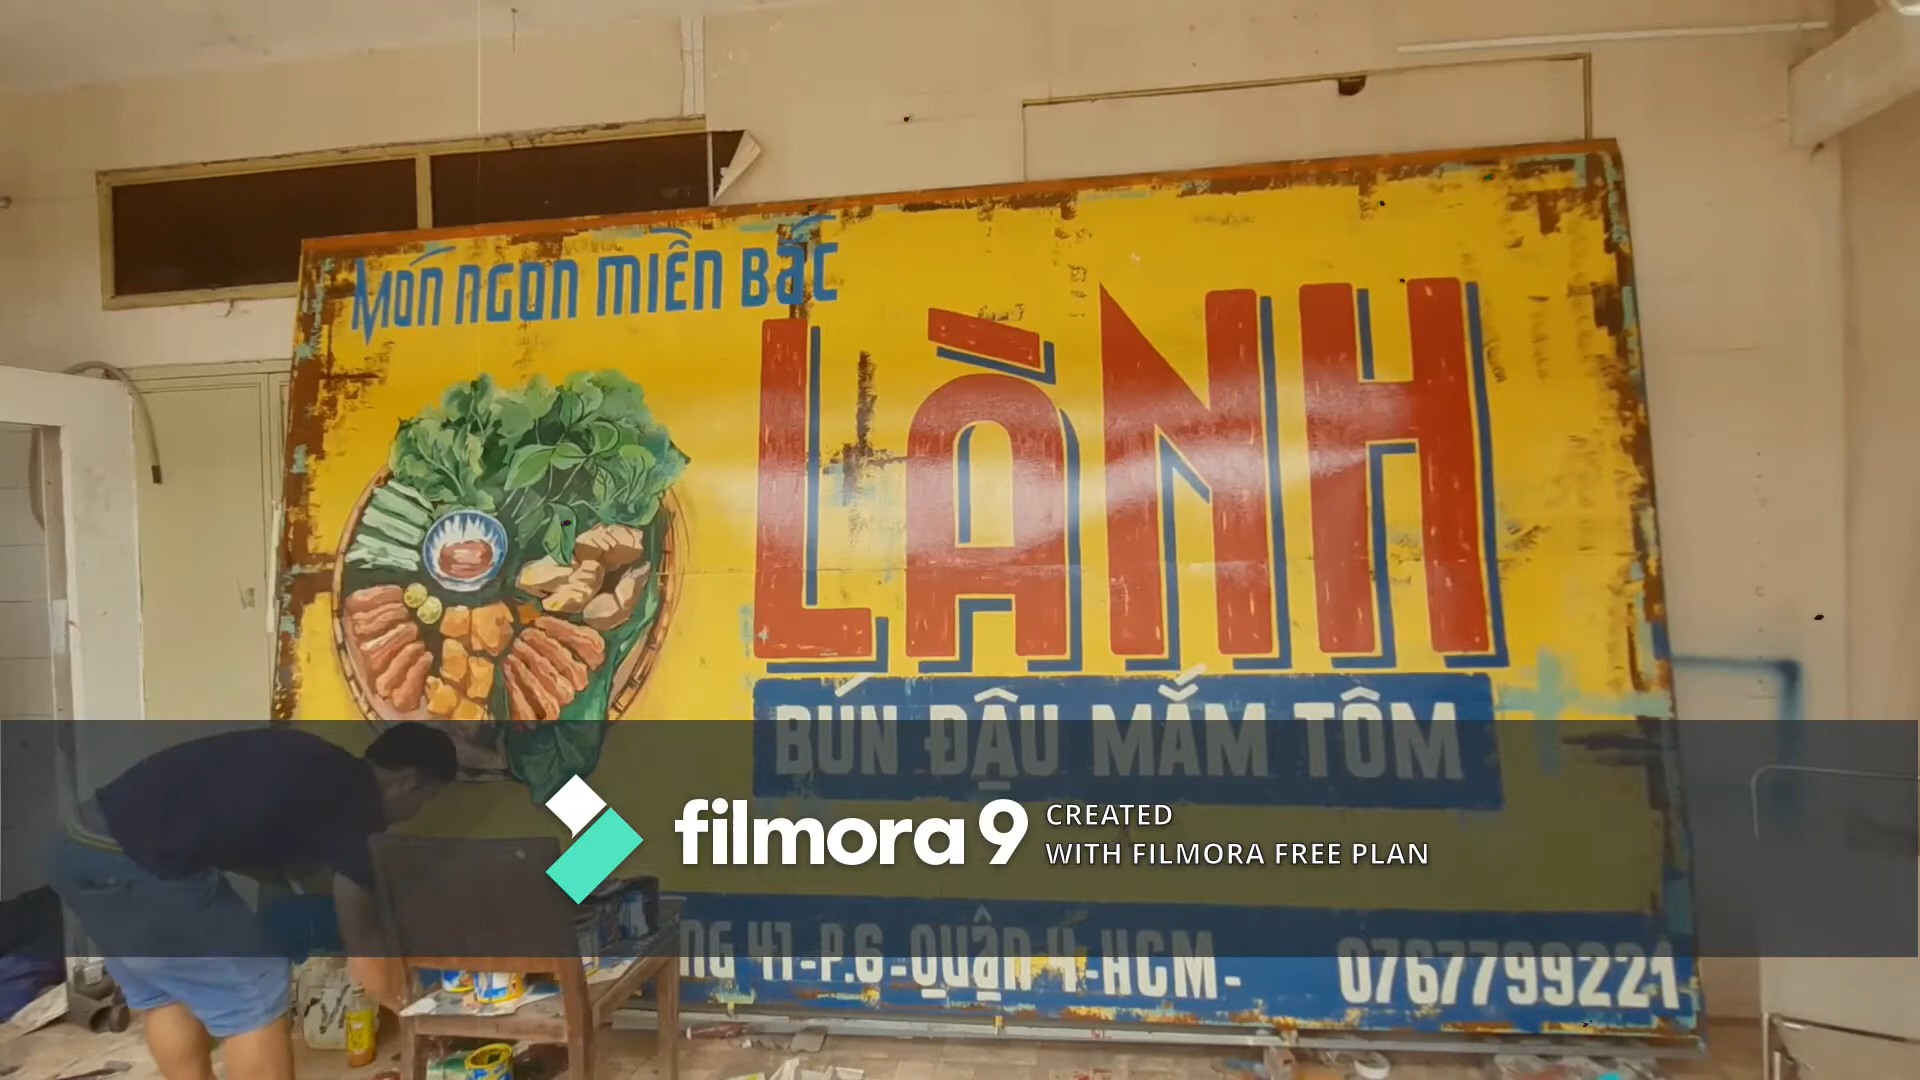 MÓN NGON MIỀN BẮC
LÀNH
BÚN ĐẬU MẮM TÔM
filmora9
CREATED
WITH FILMORA FREE PLAN
41-P.6-QUẬN 4-HCM-
0767799221